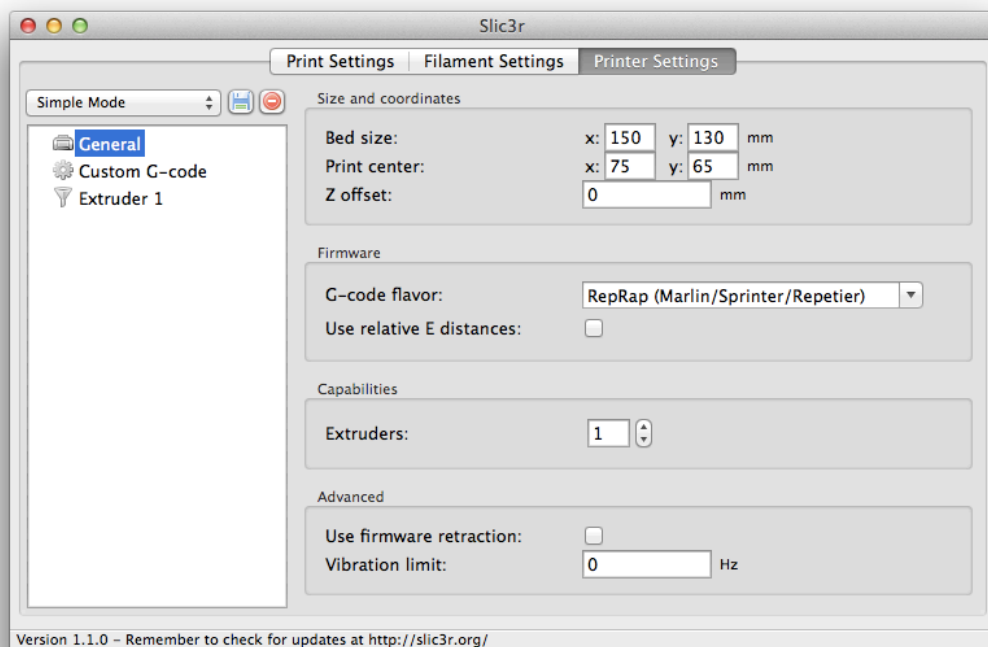 Slic3r
Print Settings Filament Settings Printer Settings
Simple Mode
General
Custom G-code
Extruder 1
Size and coordinates
Bed size: x: 150 y: 130 mm
Print center: x: 75 y: 65 mm
Z offset: 0 mm
Firmware
G-code flavor: RepRap (Marlin/Sprinter/Repetier)
Use relative E distances:
Capabilities
Extruders: 1
Advanced
Use firmware retraction:
Vibration limit: 0 Hz
Version 1.1.0 – Remember to check for updates at http://slic3r.org/